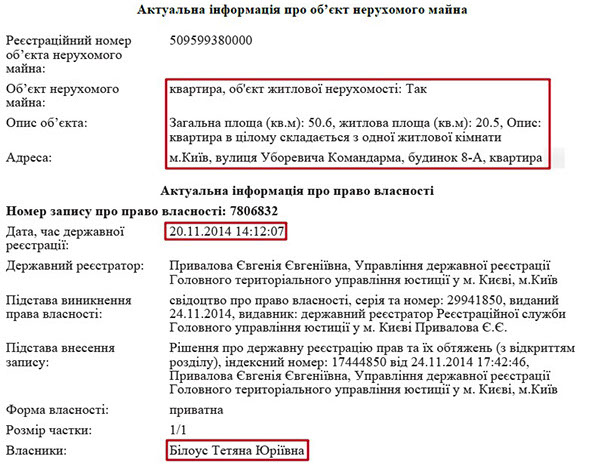 Актуальна інформація про об’єкт нерухомого майна
Реєстраційний номер 509599380000
об’єкта нерухомого
майна:
Об’єкт нерухомого квартира, об'єкт житлової нерухомості: Так
майна:
Опис об’єкта: Загальна площа (кв.м): 50.6, житлова площа (кв.м): 20.5, Опис:
квартира в цілому складається з одної житлової кімнати
Адреса: м.Київ, вулиця Уборевича Командарма, будинок 8-А, квартира
Актуальна інформація про право власності
Номер запису про право власності: 7806832
Дата, час державної 20.11.2014 14:12:07
реєстрації:
Державний реєстратор: Привалова Євгенія Євгеніївна, Управління державної реєстрації
Головного територіального управління юстиції у м. Києві, м.Київ
Підстава виникнення свідоцтво про право власності, серія та номер: 29941850, виданий
права власності: 24.11.2014, видавник: державний реєстратор Реєстраційної служби
Головного управління юстиції у м. Києві Привалова Є.Є.
Підстава внесення Рішення про державну реєстрацію прав та їх обтяжень (з відкриттям
запису: розділу), індексний номер: 17444850 від 24.11.2014 17:42:46,
Привалова Євгенія Євгеніївна, Управління державної реєстрації
Головного територіального управління юстиції у м. Києві, м.Київ
Форма власності: приватна
Розмір частки: 1/1
Власники: Білоус Тетяна Юріївна